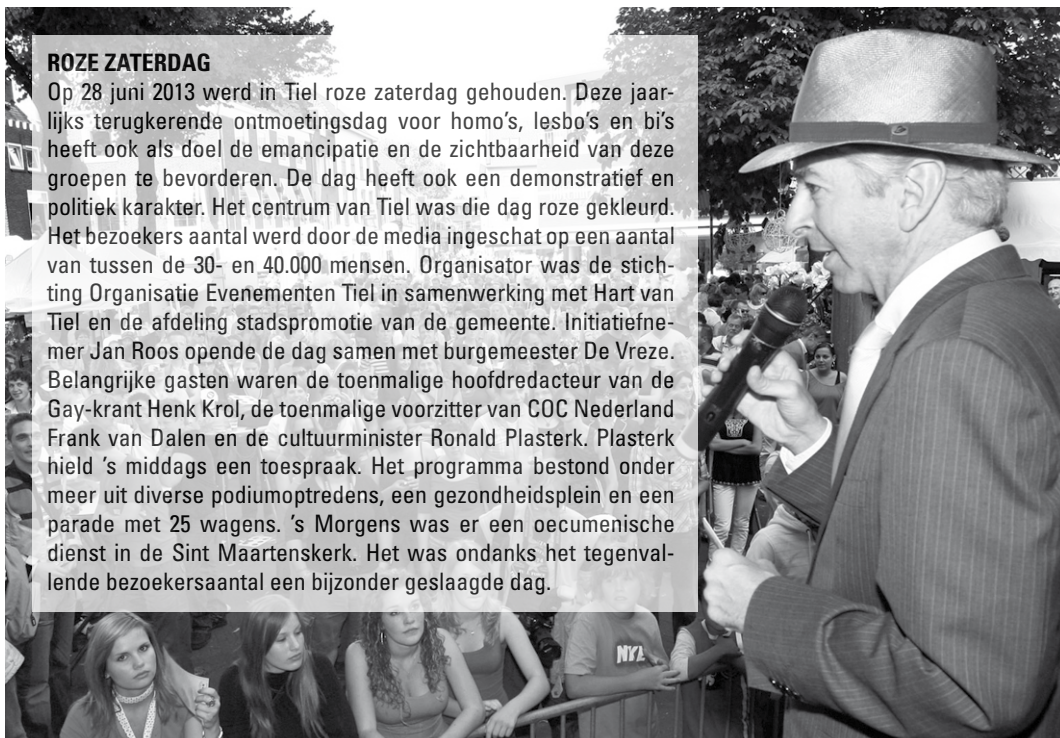 ROZE ZATERDAG
Op 28 juni 2013 werd in Tiel roze zaterdag gehouden. Deze jaar-
lijks terugkerende ontmoetingsdag voor homo's, lesbo's en bi's
heeft ook als doel de emancipatie en de zichtbaarheid van deze
groepen te bevorderen. De dag heeft ook een demonstratief en
politiek karakter. Het centrum van Tiel was die dag roze gekleurd.
Het bezoekers aantal werd door de media ingeschat op een aantal
van tussen de 30- en 40.000 mensen. Organisator was de stich-
ting Organisatie Evenementen Tiel in samenwerking met Hart van
Tiel en de afdeling stadspromotie van de gemeente. Initiatiefne-
mer Jan Roos opende de dag samen met burgemeester De Vreze.
Belangrijke gasten waren de toenmalige hoofdredacteur van de
Gay-krant Henk Krol, de toenmalige voorzitter van COC Nederland
Frank van Dalen en de cultuurminister Ronald Plasterk. Plasterk
hield 's middags een toespraak. Het programma bestond onder
meer uit diverse podiumoptredens, een gezondheidsplein en een
parade met 25 wagens. 's Morgens was er een oecumenische
dienst in de Sint Maartenskerk. Het was ondanks het tegenval-
lende bezoekersaantal een bijzonder geslaagde dag.